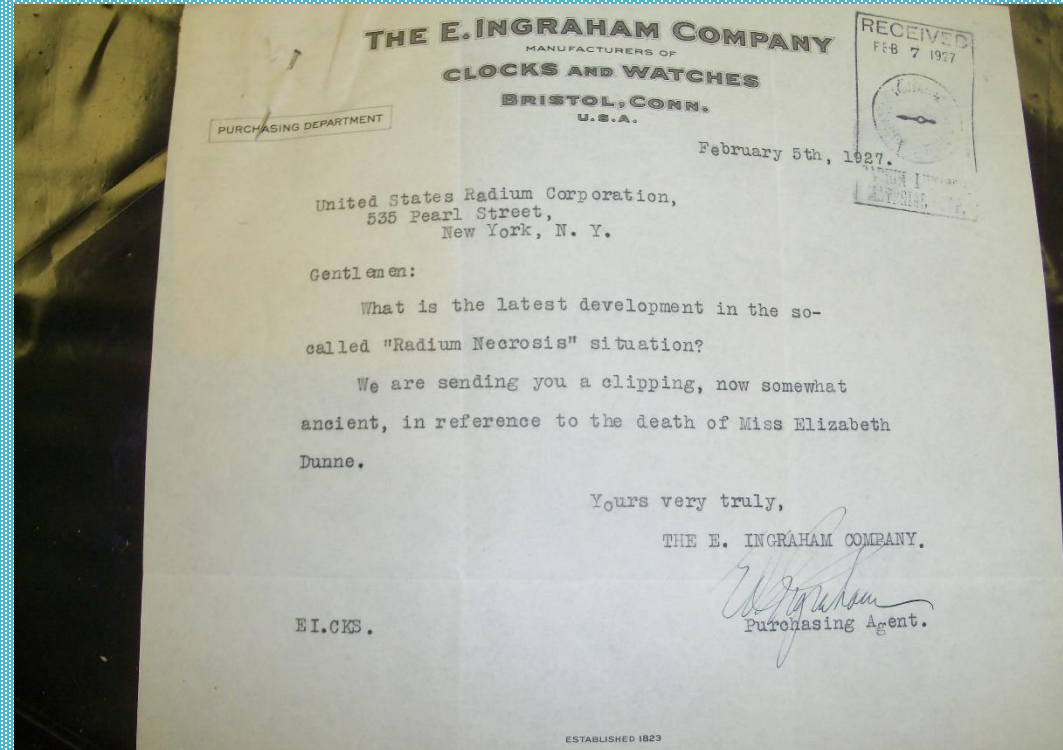 THE E. INGRAHAM COMPANY
MANUFACTURERS OF
CLOCKS AND WATCHES
BRISTOL, CONN.
U.S.A.
RECEIVED
FEB 7 1927
PURCHASING DEPARTMENT
February 5th, 1927.
United States Radium Corporation,
535 Pearl Street,
New York, N. Y.
Gentlemen:
What is the latest development in the so-
called "Radium Necrosis" situation?
We are sending you a clipping, now somewhat
ancient, in reference to the death of Miss Elizabeth
Dunne.
Yours very truly,
THE E. INGRAHAM COMPANY.
Ed Ingraham
Purchasing Agent.
EI.CKS.
ESTABLISHED 1823